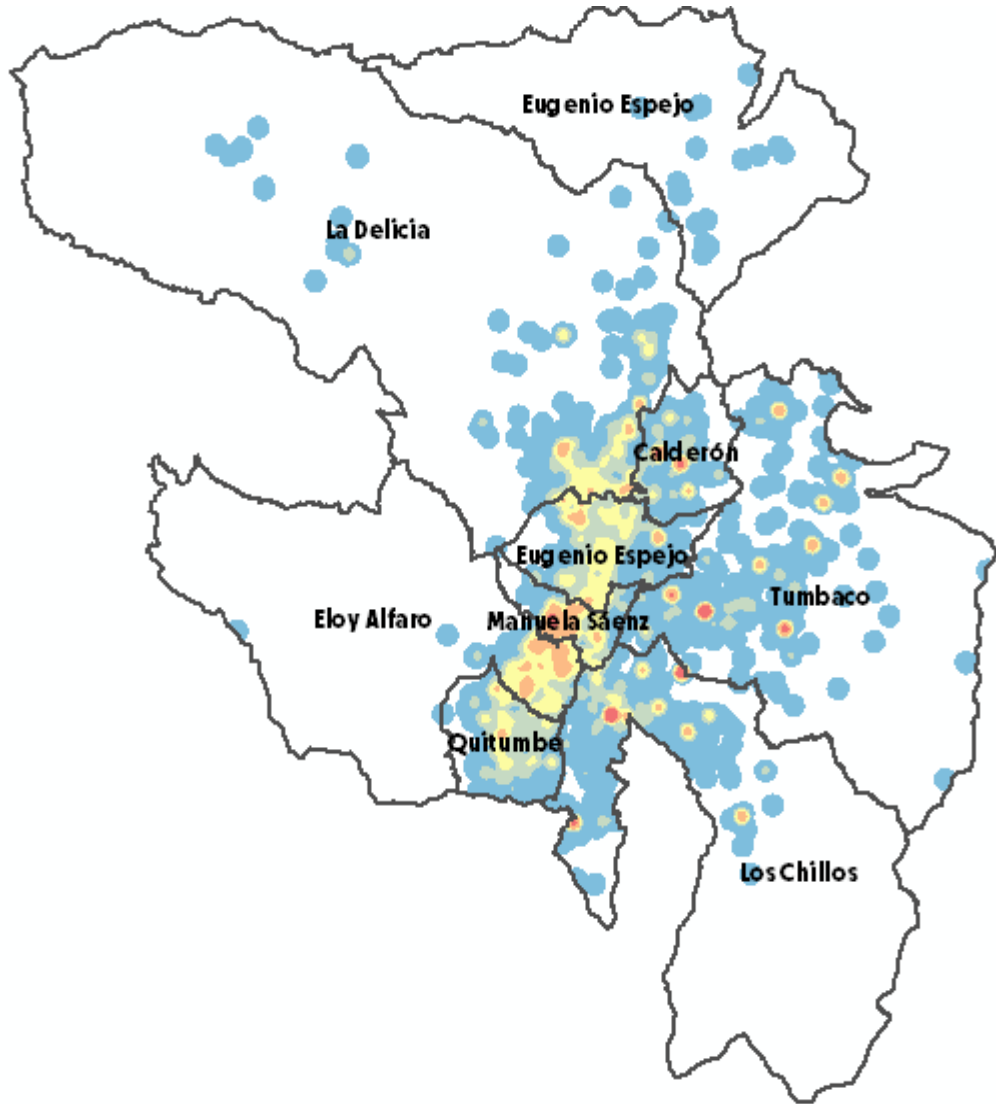 Eugenio Espejo
La Delicia
Calderón
Eugenio Espejo
Tumbaco
Eloy Alfaro
Manuela Sáenz
Quitumbe
Los Chillos